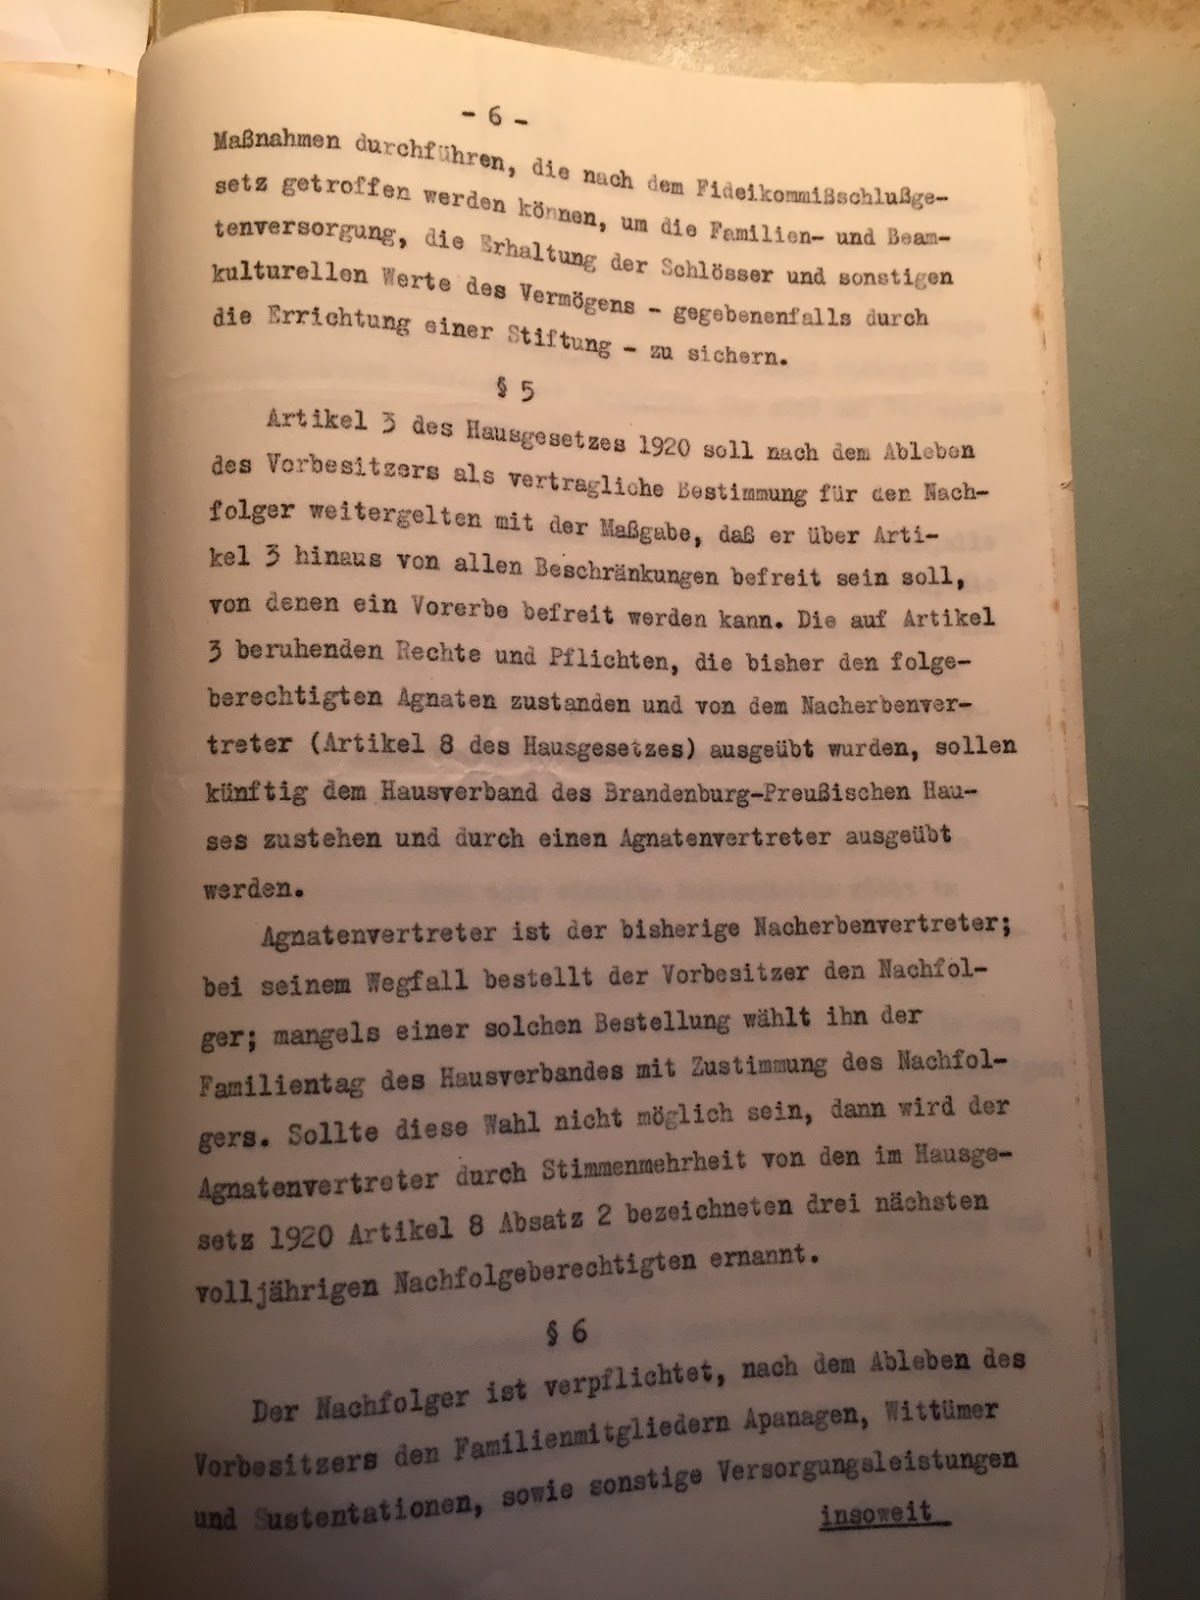 - 6 -
Maßnahmen durchführen, die nach dem Fideikommißschlußge-
setz getroffen werden können, um die Familien- und Beam-
tenversorgung, die Erhaltung der Schlösser und sonstigen
kulturellen Werte des Vermögens - gegebenenfalls durch
die Errichtung einer Stiftung - zu sichern.
§ 5
Artikel 3 des Hausgesetzes 1920 soll nach dem Ableben
des Vorbesitzers als vertragliche Bestimmung für den Nach-
folger weitergelten mit der Maßgabe, daß er über Arti-
kel 3 hinaus von allen Beschränkungen befreit sein soll,
von denen ein Vorerbe befreit werden kann. Die auf Artikel
3 beruhenden Rechte und Pflichten, die bisher den folge-
berechtigten Agnaten zustanden und von dem Nacherbenver-
treter (Artikel 8 des Hausgesetzes) ausgeübt wurden, sollen
künftig dem Hausverband des Brandenburg-Preußischen Hau-
ses zustehen und durch einen Agnatenvertreter ausgeübt
werden.
Agnatenvertreter ist der bisherige Nacherbenvertreter;
bei seinem Wegfall bestellt der Vorbesitzer den Nachfol-
ger; mangels einer solchen Bestellung wählt ihn der
Familientag des Hausverbandes mit Zustimmung des Nachfol-
gers. Sollte diese Wahl nicht möglich sein, dann wird der
Agnatenvertreter durch Stimmenmehrheit von den im Hausge-
setz 1920 Artikel 8 Absatz 2 bezeichneten drei nächsten
volljährigen Nachfolgeberechtigten ernannt.
§ 6
Der Nachfolger ist verpflichtet, nach dem Ableben des
Vorbesitzers den Familienmitgliedern Apanagen, Wittümer
und Sustentationen, sowie sonstige Versorgungsleistungen
insoweit